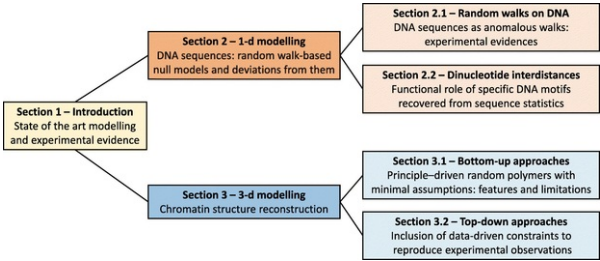 Section 1 – Introduction
State of the art modelling
and experimental evidence
Section 2 – 1-d modelling
DNA sequences: random walk-based
null models and deviations from them
Section 2.1 – Random walks on DNA
DNA sequences as anomalous walks:
experimental evidences
Section 2.2 – Dinucleotide interdistances
Functional role of specific DNA motifs
recovered from sequence statistics
Section 3 – 3-d modelling
Chromatin structure reconstruction
Section 3.1 – Bottom-up approaches
Principle–driven random polymers with
minimal assumptions: features and limitations
Section 3.2 – Top-down approaches
Inclusion of data-driven constraints to
reproduce experimental observations